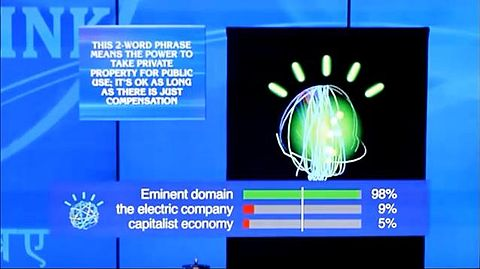 INK
THIS 2-WORD PHRASE
MEANS THE POWER TO
TAKE PRIVATE
PROPERTY FOR PUBLIC
USE; IT'S OK AS LONG
AS THERE IS JUST
COMPENSATION
Eminent domain 98%
the electric company 9%
capitalist economy 5%